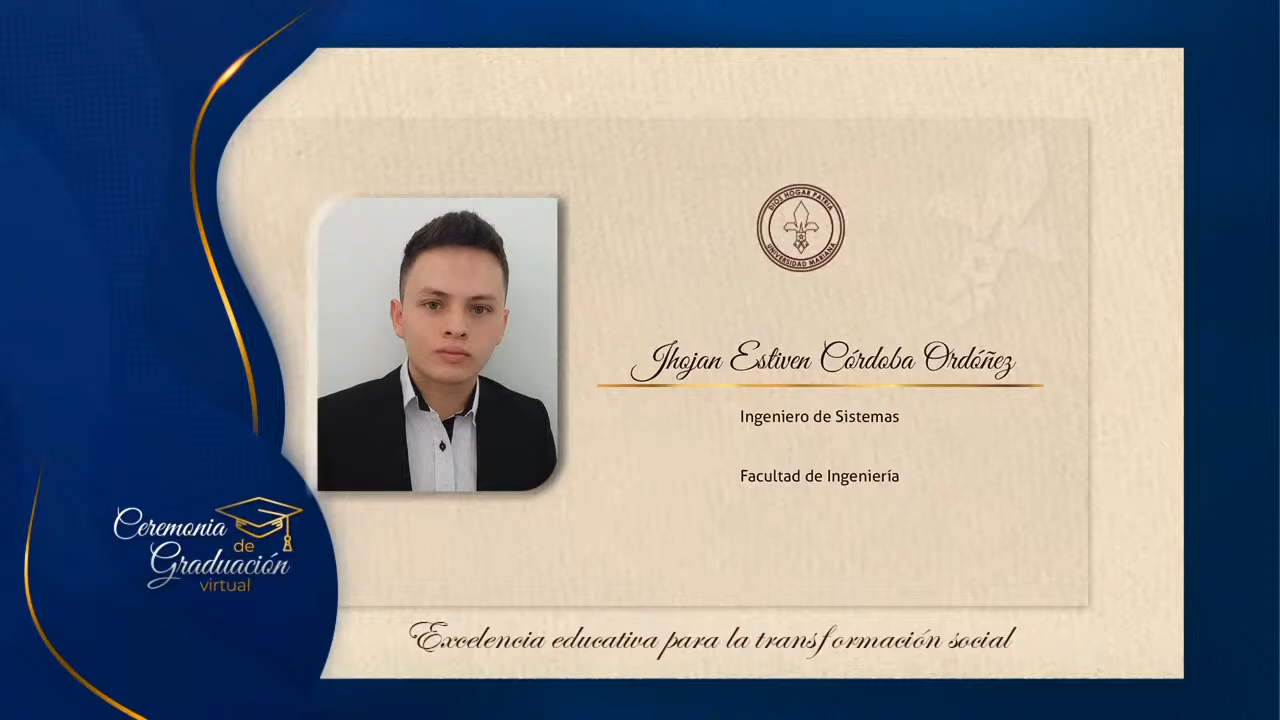 DIOS HOGAR PATRIA
UNIVERSIDAD MARIANA
Jhojan Estiven Córdoba Ordóñez
Ingeniero de Sistemas
Facultad de Ingeniería
Ceremonia
de
Graduación
virtual
Excelencia educativa para la transformación social